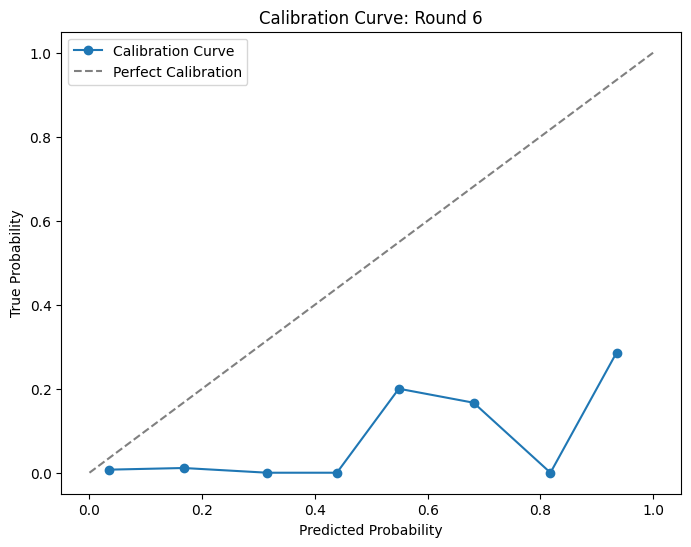 Calibration Curve: Round 6
Calibration Curve
Perfect Calibration
True Probability
1.0
0.8
0.6
0.4
0.2
0.0
0.0 0.2 0.4 0.6 0.8 1.0
Predicted Probability